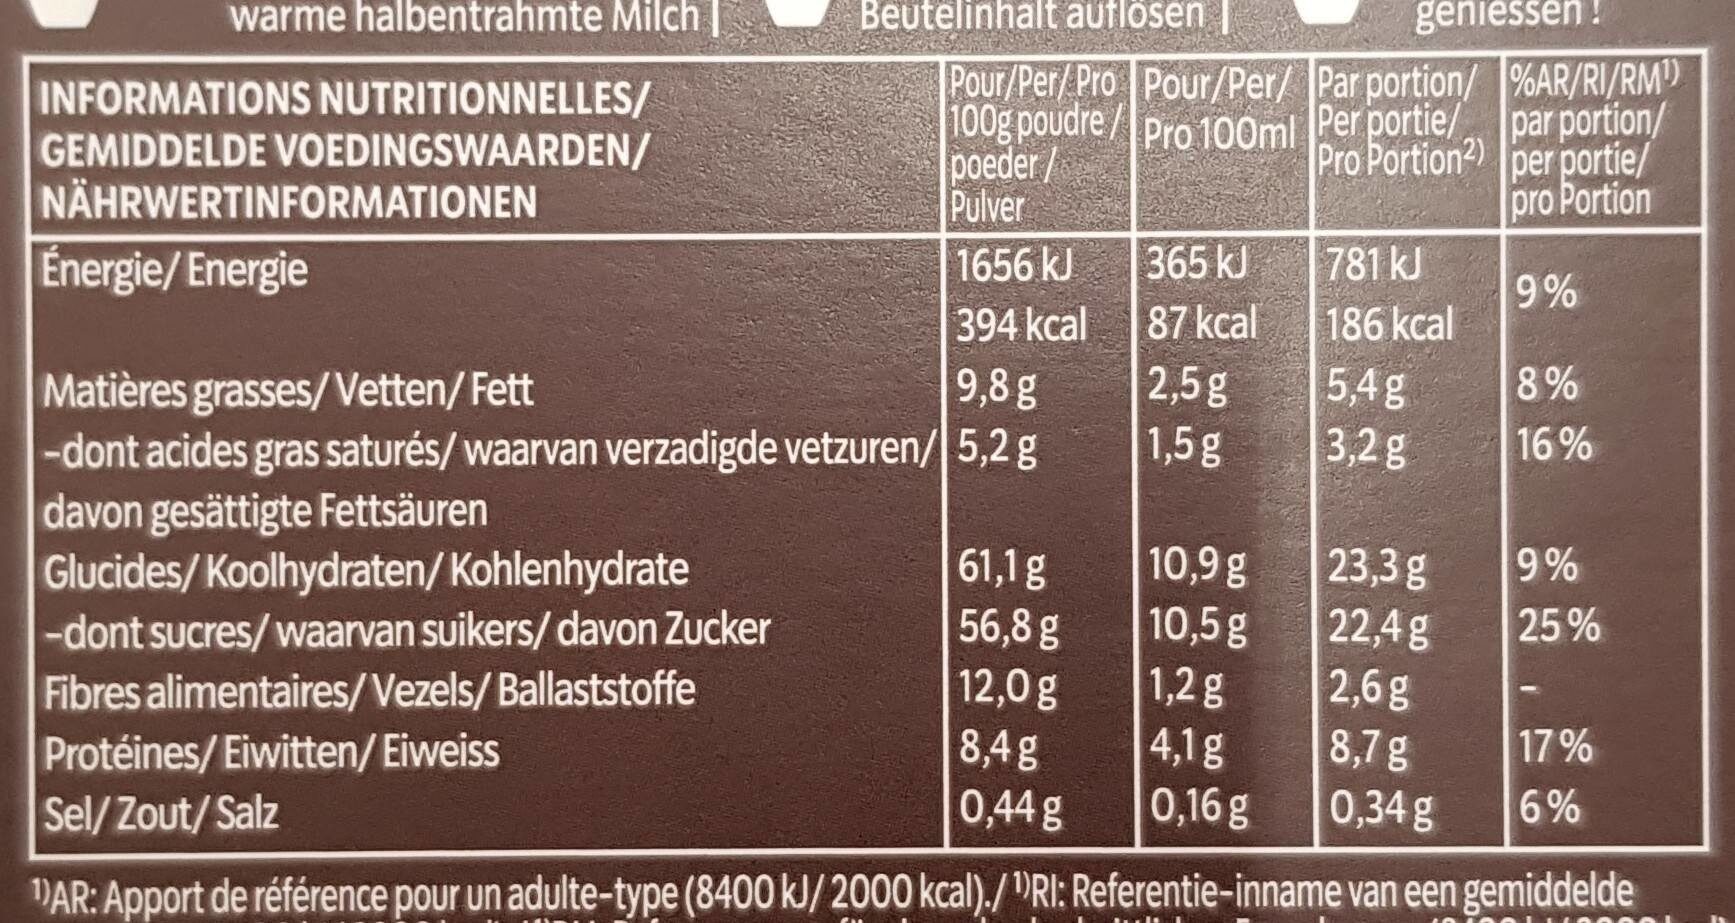 warme halbentrahmte Milch |
Beutelinhalt auflösen |
geniessen !
INFORMATIONS NUTRITIONNELLES/
GEMIDDELDE VOEDINGSWAARDEN/
NÄHRWERTINFORMATIONEN
Pour/Per/ Pro
100g poudre /
poeder /
Pulver
Pour/Per/
Pro 100ml
Par portion/
Per portie/
Pro Portion²⁾
%AR/RI/RM¹⁾
par portion/
per portie/
pro Portion
Énergie/ Energie 1656 kJ 365 kJ 781 kJ
9%
394 kcal 87 kcal 186 kcal
Matières grasses/ Vetten/ Fett 9,8 g 2,5 g 5,4 g 8%
-dont acides gras saturés/ waarvan verzadigde vetzuren/ 5,2 g 1,5 g 3,2 g 16%
davon gesättigte Fettsäuren
Glucides/ Koolhydraten/ Kohlenhydrate 61,1 g 10,9 g 23,3 g 9%
-dont sucres/ waarvan suikers/ davon Zucker 56,8 g 10,5 g 22,4 g 25%
Fibres alimentaires/ Vezels/ Ballaststoffe 12,0 g 1,2 g 2,6 g -
Protéines/ Eiwitten/ Eiweiss 8,4 g 4,1 g 8,7 g 17%
Sel/ Zout/ Salz 0,44 g 0,16 g 0,34 g 6%
¹⁾AR: Apport de référence pour un adulte-type (8400 kJ/ 2000 kcal)./ ¹⁾RI: Referentie-inname van een gemiddelde